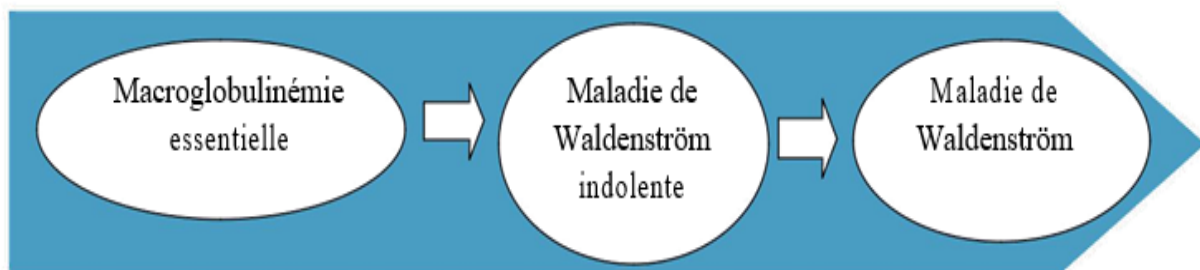 Macroglobulinémie
essentielle
Maladie de
Waldenström
indolente
Maladie de
Waldenström